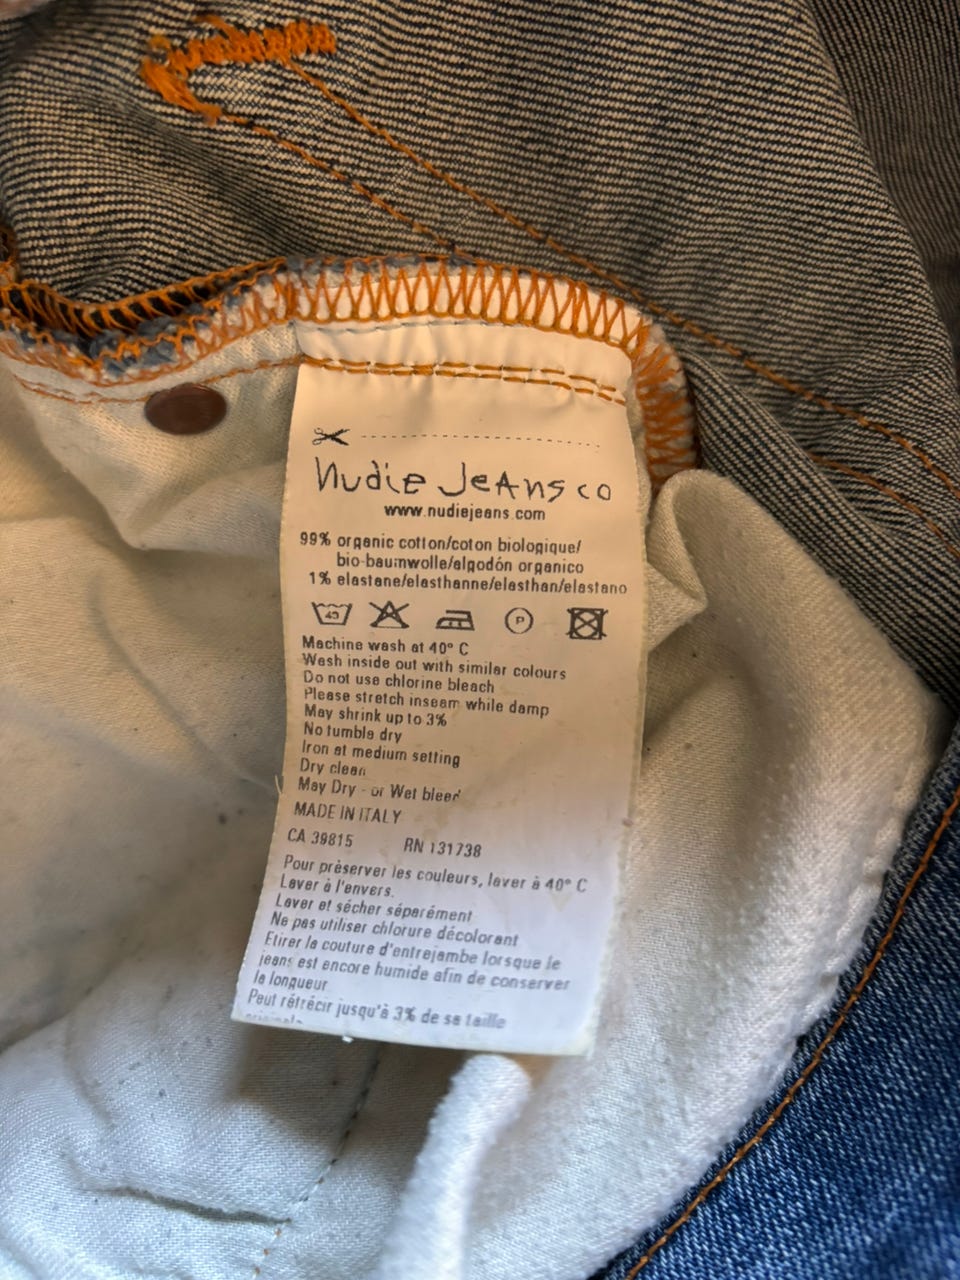 nudie JeAns co
www.nudiejeans.com
99% organic cotton/coton biologique/
bio-baumwolle/algodón organico
1% elastane/elasthanne/elasthan/elastano
40 P
Machine wash at 40° C
Wash inside out with similar colours
Do not use chlorine bleach
Please stretch inseam while damp
May shrink up to 3%
No tumble dry
Iron at medium setting
Dry clean
May Dry - or Wet bleed
MADE IN ITALY
CA 39815 RN 131738
Pour prèserver les couleurs, laver à 40° C
Laver à l'envers.
Laver et sécher séparément
Ne pas utiliser chlorure décolorant
Etirer la couture d'entrejambe lorsque le
jeans est encore humide afin de conserver
la longueur
Peut rétrécir jusqu'à 3% de sa taille